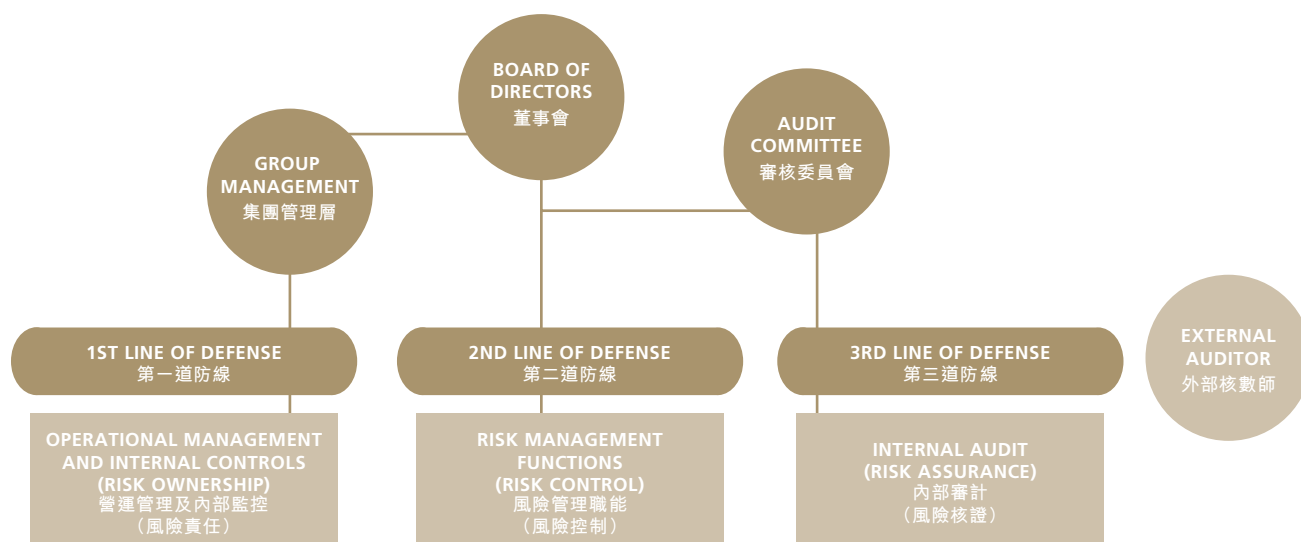 BOARD OF
DIRECTORS
董事會
GROUP
MANAGEMENT
集團管理層
AUDIT
COMMITTEE
審核委員會
1ST LINE OF DEFENSE
第一道防線
2ND LINE OF DEFENSE
第二道防線
3RD LINE OF DEFENSE
第三道防線
EXTERNAL
AUDITOR
外部核數師
OPERATIONAL MANAGEMENT
AND INTERNAL CONTROLS
(RISK OWNERSHIP)
營運管理及內部監控
（風險責任）
RISK MANAGEMENT
FUNCTIONS
(RISK CONTROL)
風險管理職能
（風險控制）
INTERNAL AUDIT
(RISK ASSURANCE)
內部審計
（風險核證）